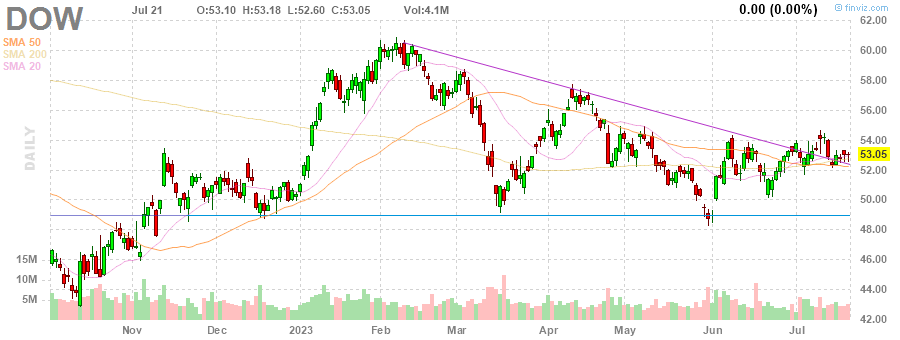 DOW Jul 21 O:53.10 H:53.18 L:52.60 C:53.05 Vol:4.1M 0.00 (0.00%) © finviz.com
SMA 50
SMA 200
SMA 20
DAILY
62.00
60.00
58.00
56.00
54.00
53.05
52.00
50.00
48.00
46.00
44.00
42.00
15M
10M
5M
Nov Dec 2023 Feb Mar Apr May Jun Jul